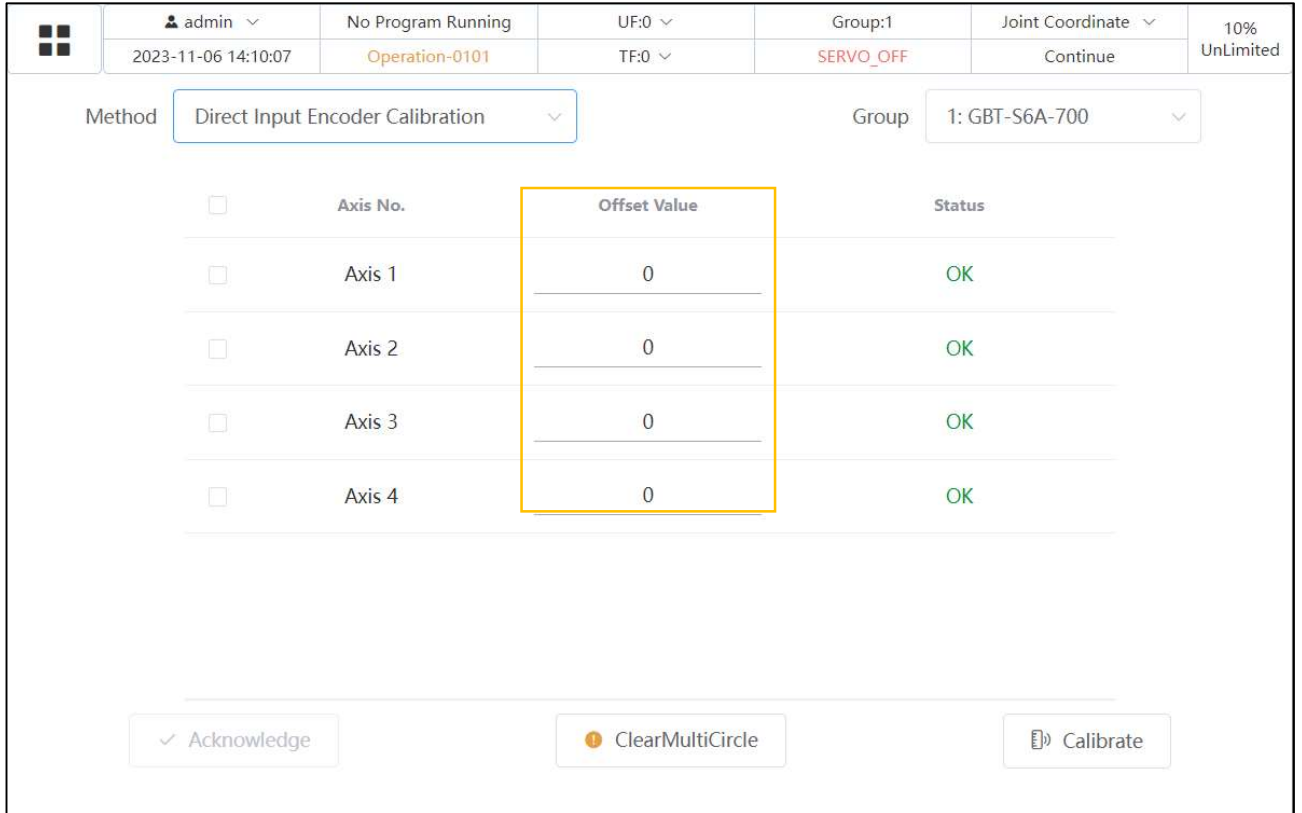 admin No Program Running UF:0 Group:1 Joint Coordinate 10%
2023-11-06 14:10:07 Operation-0101 TF:0 SERVO_OFF Continue UnLimited
Method Direct Input Encoder Calibration Group 1: GBT-S6A-700
Axis No. Offset Value Status
Axis 1 0 OK
Axis 2 0 OK
Axis 3 0 OK
Axis 4 0 OK
Acknowledge ClearMultiCircle Calibrate